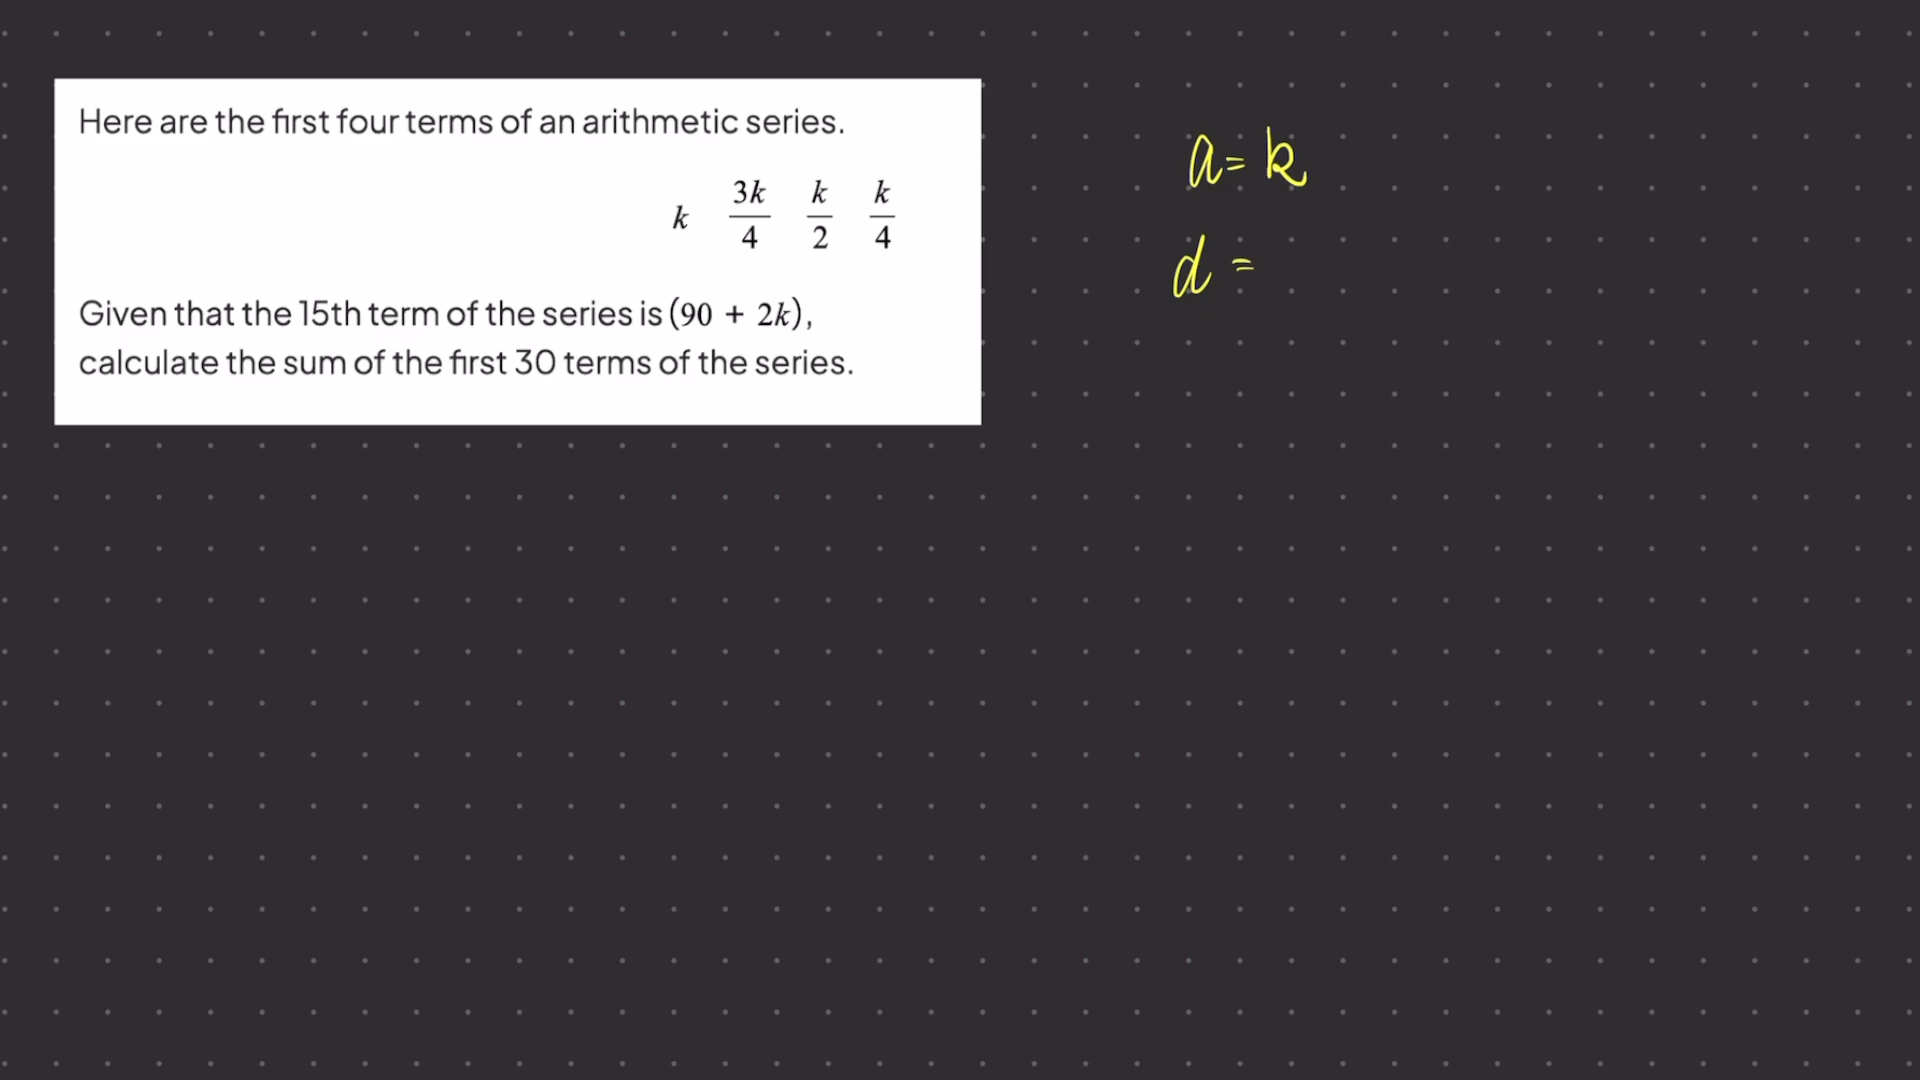 Here are the first four terms of an arithmetic series.
k 3k/4 k/2 k/4
Given that the 15th term of the series is (90 + 2k),
calculate the sum of the first 30 terms of the series.
a = k
d =